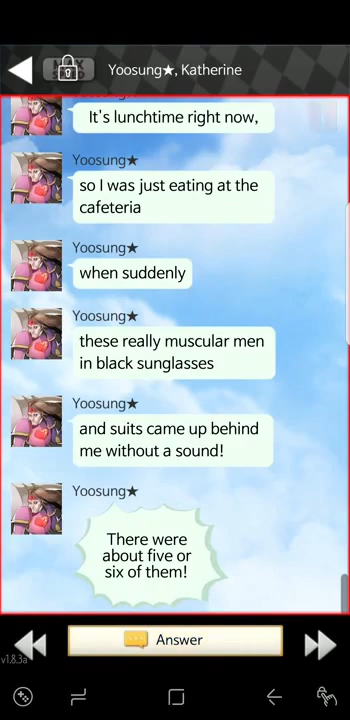 Yoosung★, Katherine
It's lunchtime right now,
Yoosung★
so I was just eating at the
cafeteria
Yoosung★
when suddenly
Yoosung★
these really muscular men
in black sunglasses
Yoosung★
and suits came up behind
me without a sound!
Yoosung★
There were
about five or
six of them!
Answer
v1.8.3a